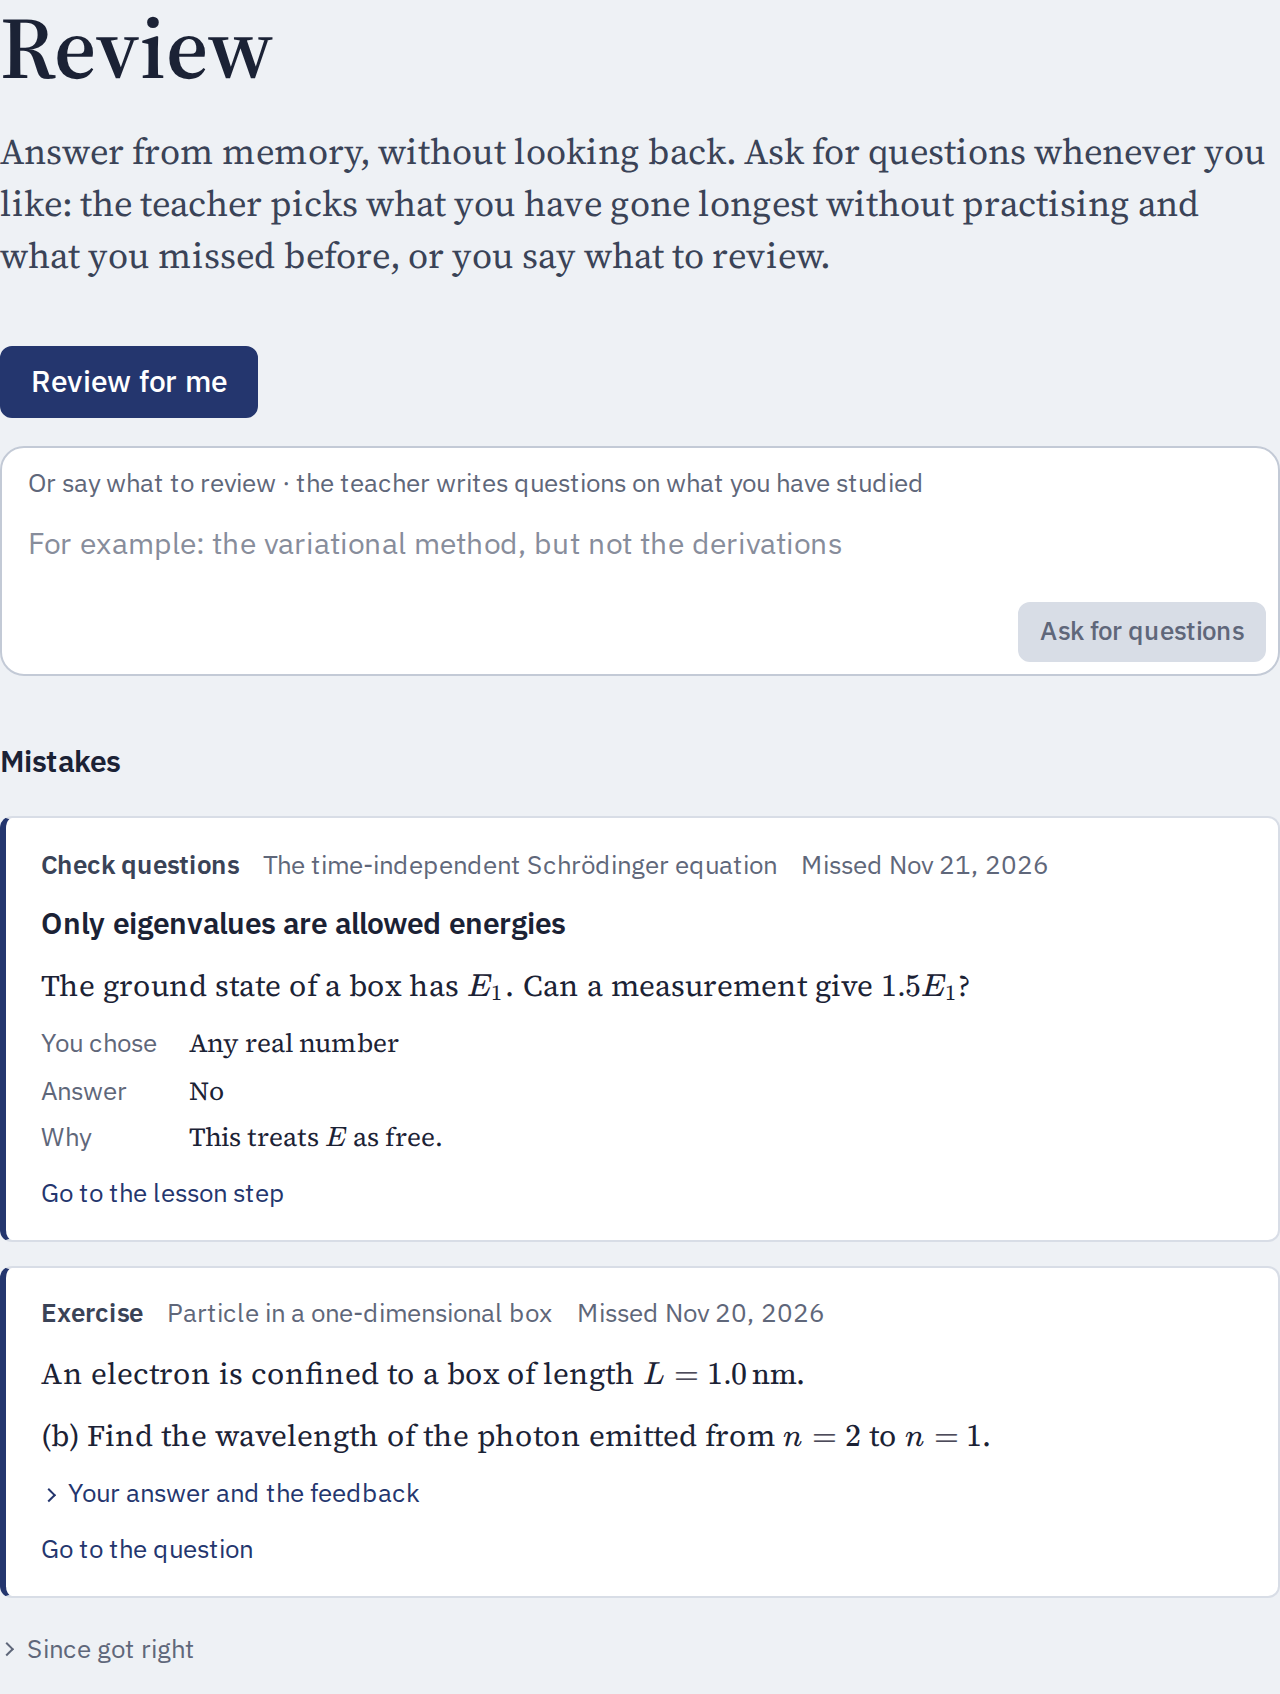 Review
Answer from memory, without looking back. Ask for questions whenever you
like: the teacher picks what you have gone longest without practising and
what you missed before, or you say what to review.
Review for me
Or say what to review · the teacher writes questions on what you have studied
For example: the variational method, but not the derivations
Ask for questions
Mistakes
Check questions The time-independent Schrödinger equation Missed Nov 21, 2026
Only eigenvalues are allowed energies
The ground state of a box has E₁. Can a measurement give 1.5E₁?
You chose Any real number
Answer No
Why This treats E as free.
Go to the lesson step
Exercise Particle in a one-dimensional box Missed Nov 20, 2026
An electron is confined to a box of length L = 1.0 nm.
(b) Find the wavelength of the photon emitted from n = 2 to n = 1.
Your answer and the feedback
Go to the question
Since got right